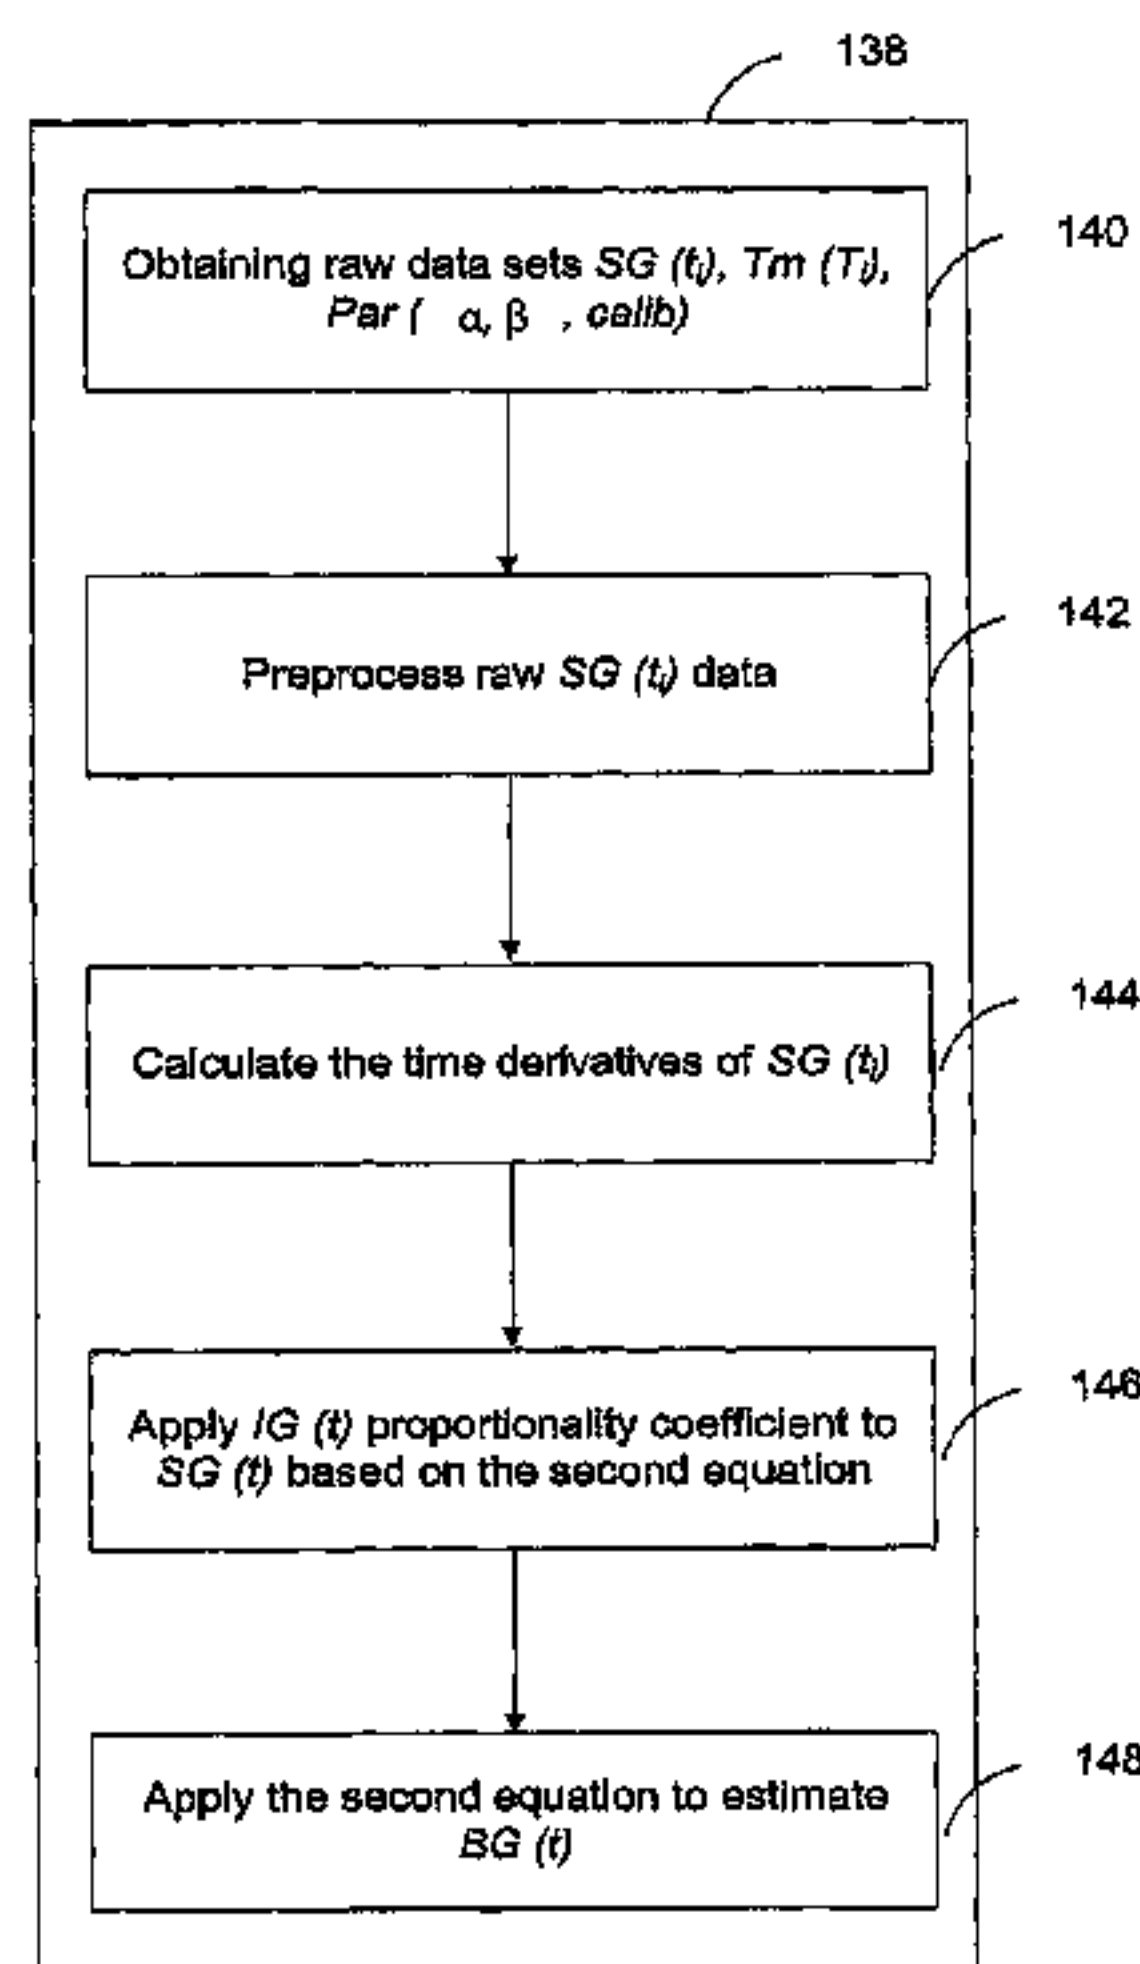 138
Obtaining raw data sets SG (tᵢ), Tm (Tᵢ),
Par ( α, β , calib)
140
Preprocess raw SG (tᵢ) data
142
Calculate the time derivatives of SG (tᵢ)
144
Apply IG (t) proportionality coefficient to
SG (t) based on the second equation
146
Apply the second equation to estimate
BG (t)
148